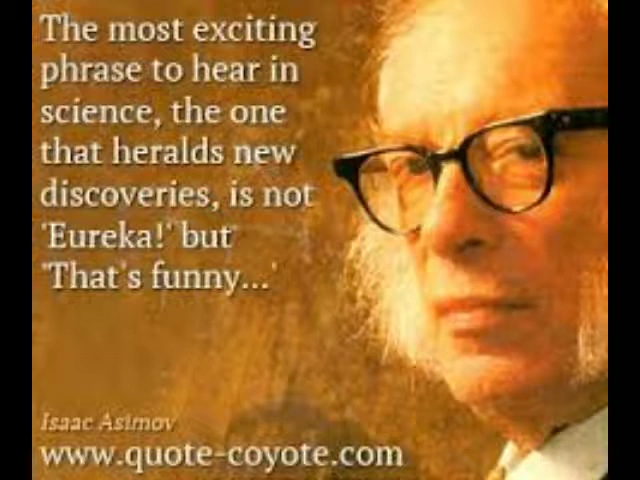 The most exciting
phrase to hear in
science, the one
that heralds new
discoveries, is not
'Eureka!' but
'That's funny...'
Isaac Asimov
www.quote-coyote.com